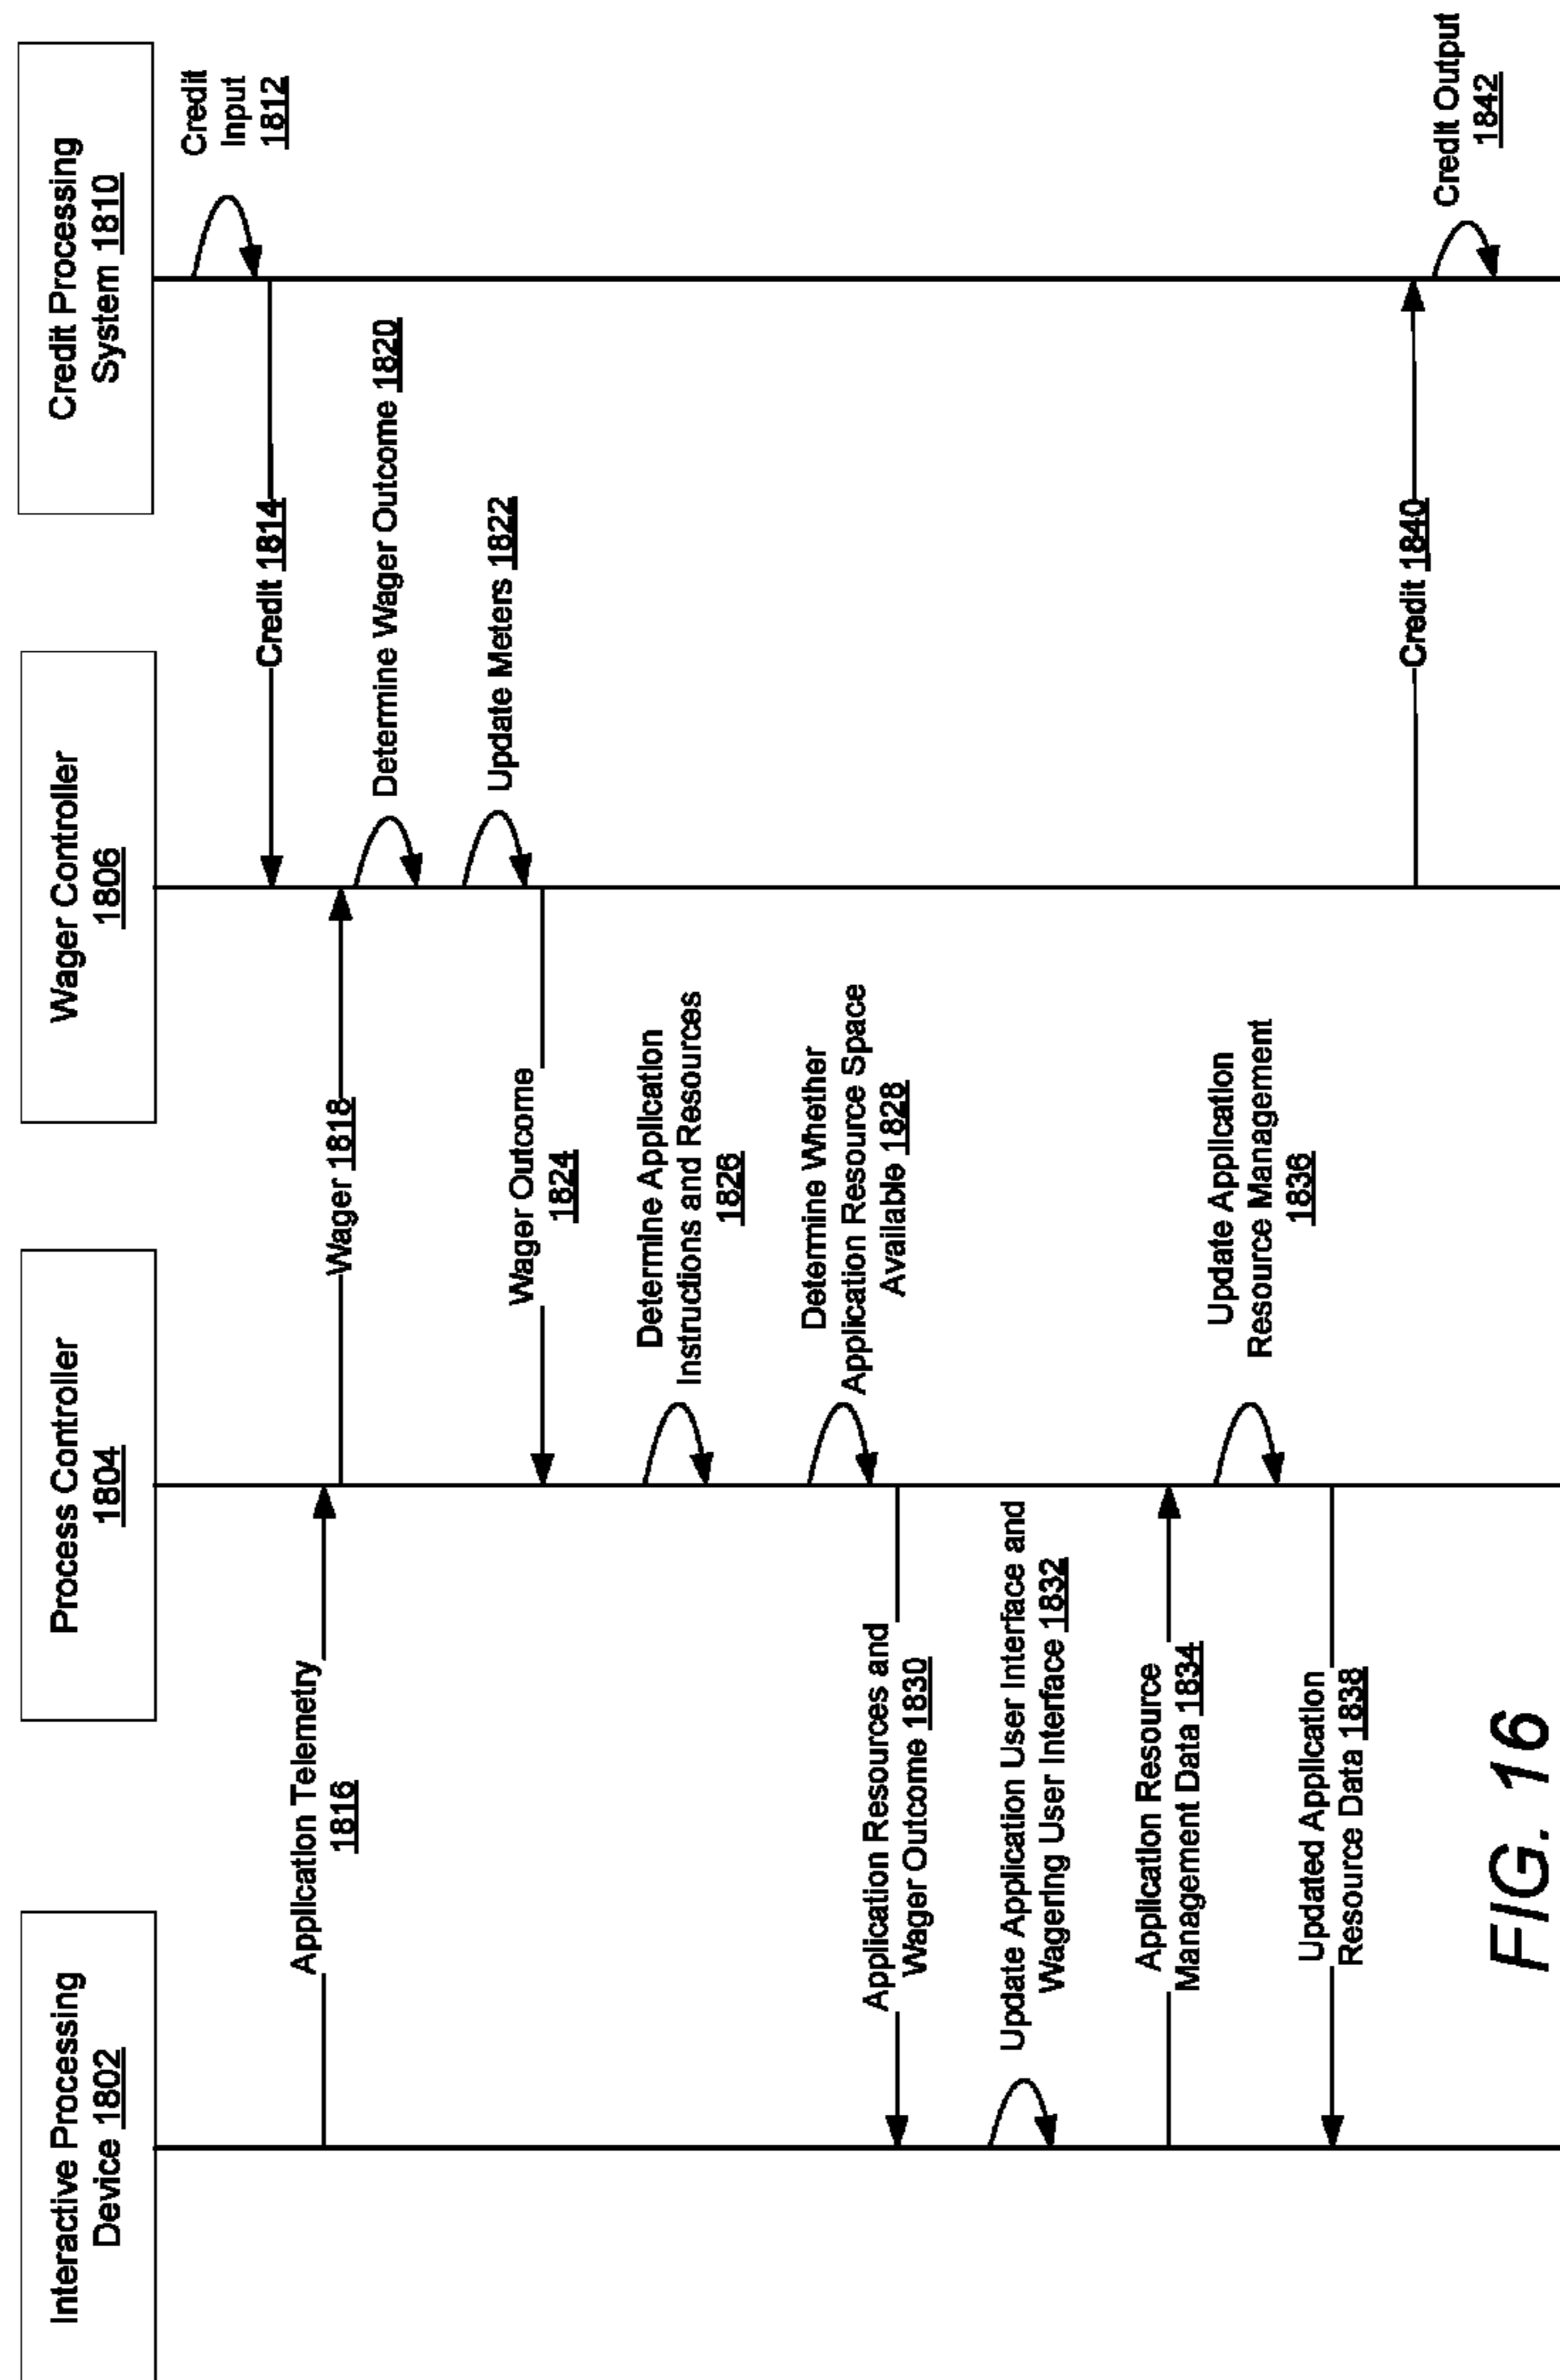 Interactive Processing
Device 1802
Process Controller
1804
Wager Controller
1806
Credit Processing
System 1810
Credit
Input
1812
Credit 1814
Application Telemetry
1816
Wager 1818
Determine Wager Outcome 1820
Update Meters 1822
Wager Outcome
1824
Determine Application
Instructions and Resources
1826
Determine Whether
Application Resource Space
Available 1828
Application Resources and
Wager Outcome 1830
Update Application User Interface and
Wagering User Interface 1832
Application Resource
Management Data 1834
Update Application
Resource Management
1836
Updated Application
Resource Data 1838
Credit 1840
Credit Output
1842
FIG. 16